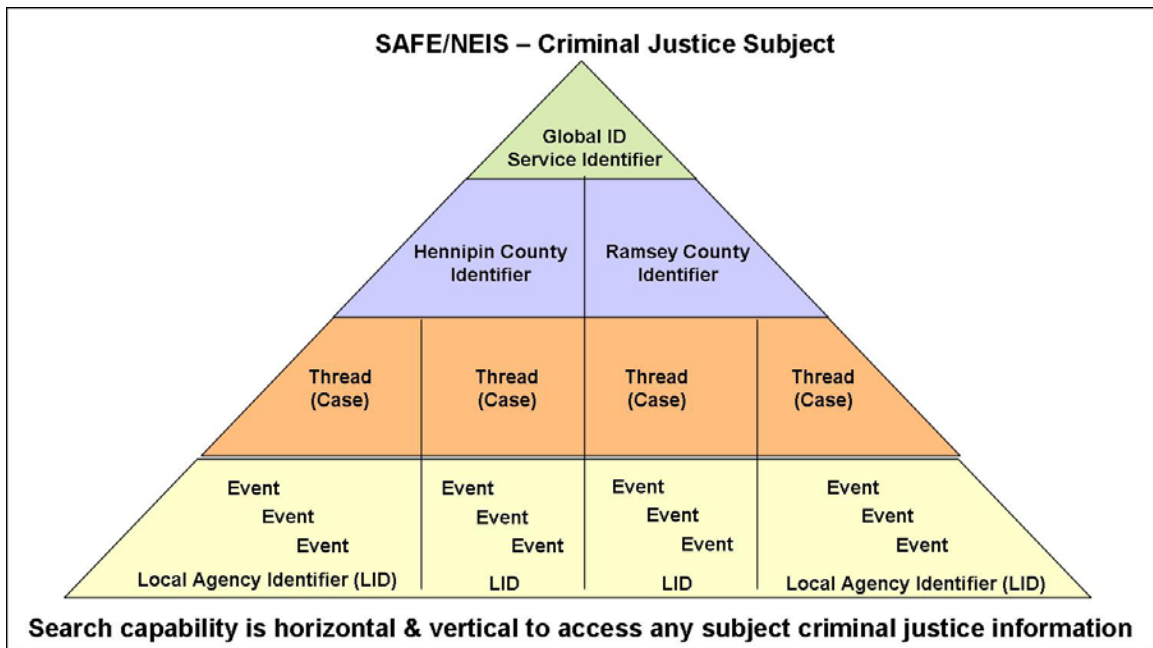 SAFE/NEIS – Criminal Justice Subject
Global ID
Service Identifier
Hennipin County
Identifier
Ramsey County
Identifier
Thread
(Case)
Thread
(Case)
Thread
(Case)
Thread
(Case)
Event
Event
Event
Local Agency Identifier (LID)
Event
Event
Event
LID
Event
Event
Event
LID
Event
Event
Event
Local Agency Identifier (LID)
Search capability is horizontal & vertical to access any subject criminal justice information